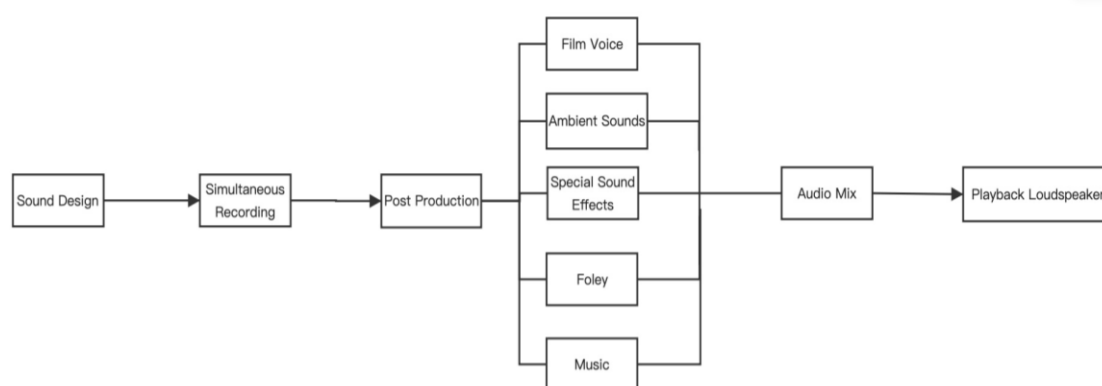 Film Voice
Ambient Sounds
Sound Design
Simultaneous
Recording
Post Production
Special Sound
Effects
Audio Mix
Playback Loudspeaker
Foley
Music